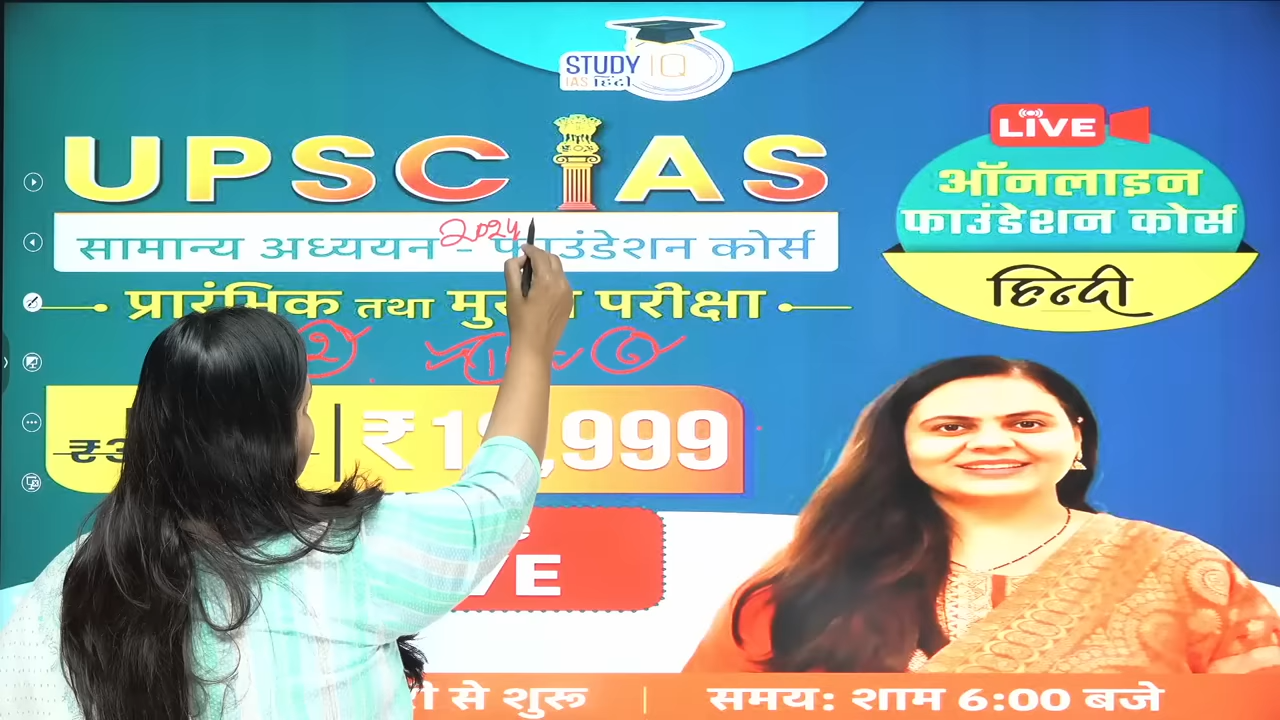 STUDY IQ
IAS हिंदी
UPSC IAS
LIVE
ऑनलाइन
फाउंडेशन कोर्स
हिन्दी
2024
सामान्य अध्ययन - फाउंडेशन कोर्स
प्रारंभिक तथा मुख्य परीक्षा
₹3
,999
से शुरू | समय: शाम 6:00 बजे